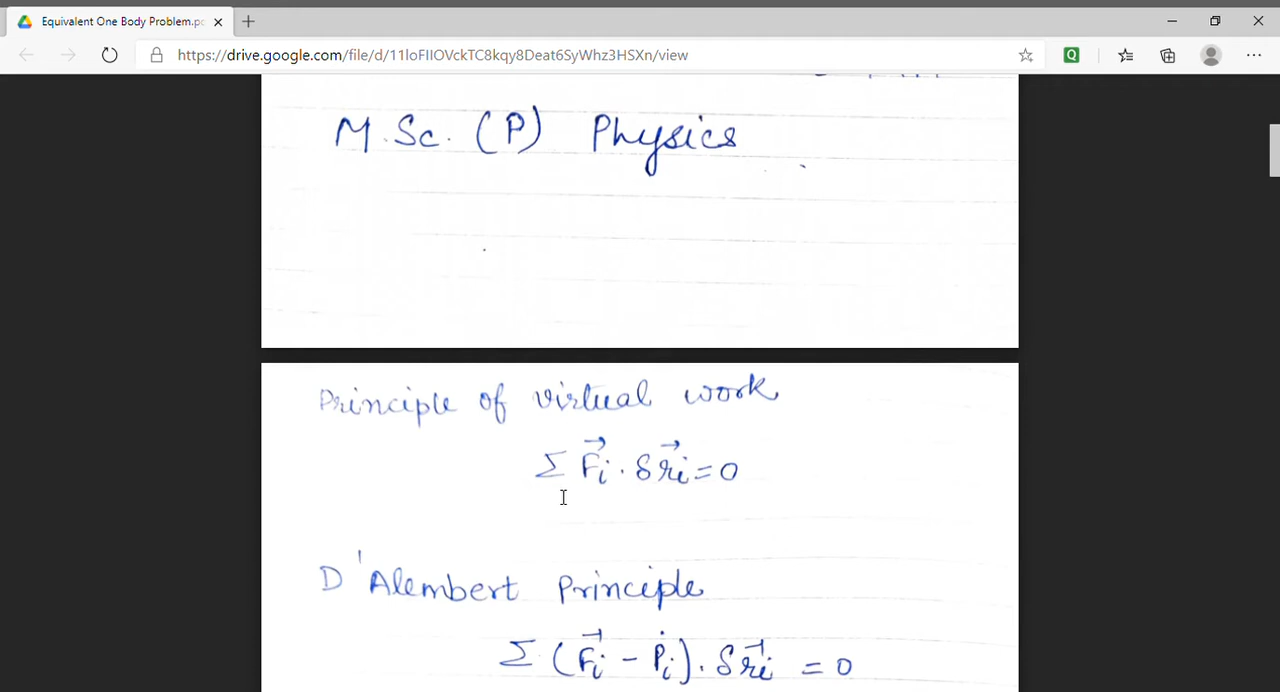 Equivalent One Body Problem.p
https://drive.google.com/file/d/11loFIIOVckTC8kqy8Deat6SyWhz3HSXn/view
M.Sc. (P) Physics
Principle of virtual work
Σ F⃗i . δr⃗i = 0
D'Alembert Principle
Σ (F⃗i - Ṗi) . δr⃗i = 0